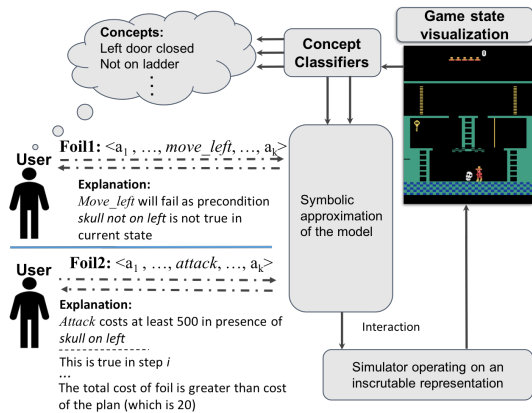 Concepts:
Left door closed
Not on ladder
⋮
Concept
Classifiers
Game state
visualization
0
User
Foil1: <a1 , …, move_left, …, ak>
Explanation:
Move_left will fail as precondition
skull not on left is not true in
current state
Symbolic
approximation
of the model
User
Foil2: <a1 , …, attack, …, ak>
Explanation:
Attack costs at least 500 in presence of
skull on left
This is true in step i
…
The total cost of foil is greater than cost
of the plan (which is 20)
Interaction
Simulator operating on an
inscrutable representation